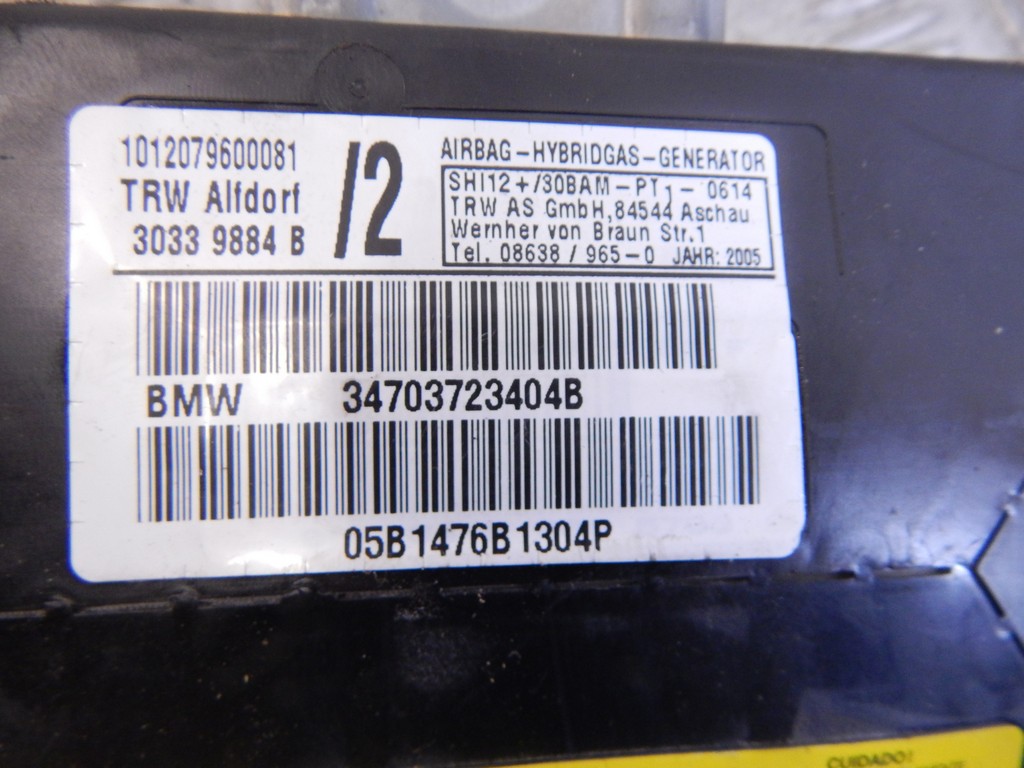 1012079600081
TRW Alfdorf
3033 9884 B
/2
AIRBAG-HYBRIDGAS-GENERATOR
SHI12+/30BAM-PT1-0614
TRW AS GmbH,84544 Aschau
Wernher von Braun Str.1
Tel. 08638 / 965-0 JAHR: 2005
BMW 34703723404B
05B1476B1304P
CUIDADO!